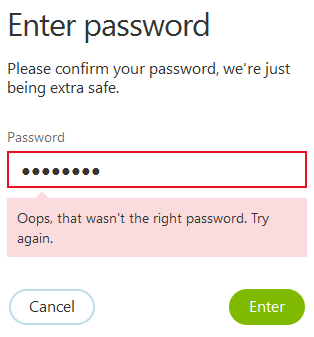 Enter password
Please confirm your password, we're just
being extra safe.
Password
●●●●●●●●
Oops, that wasn't the right password. Try
again.
Cancel
Enter